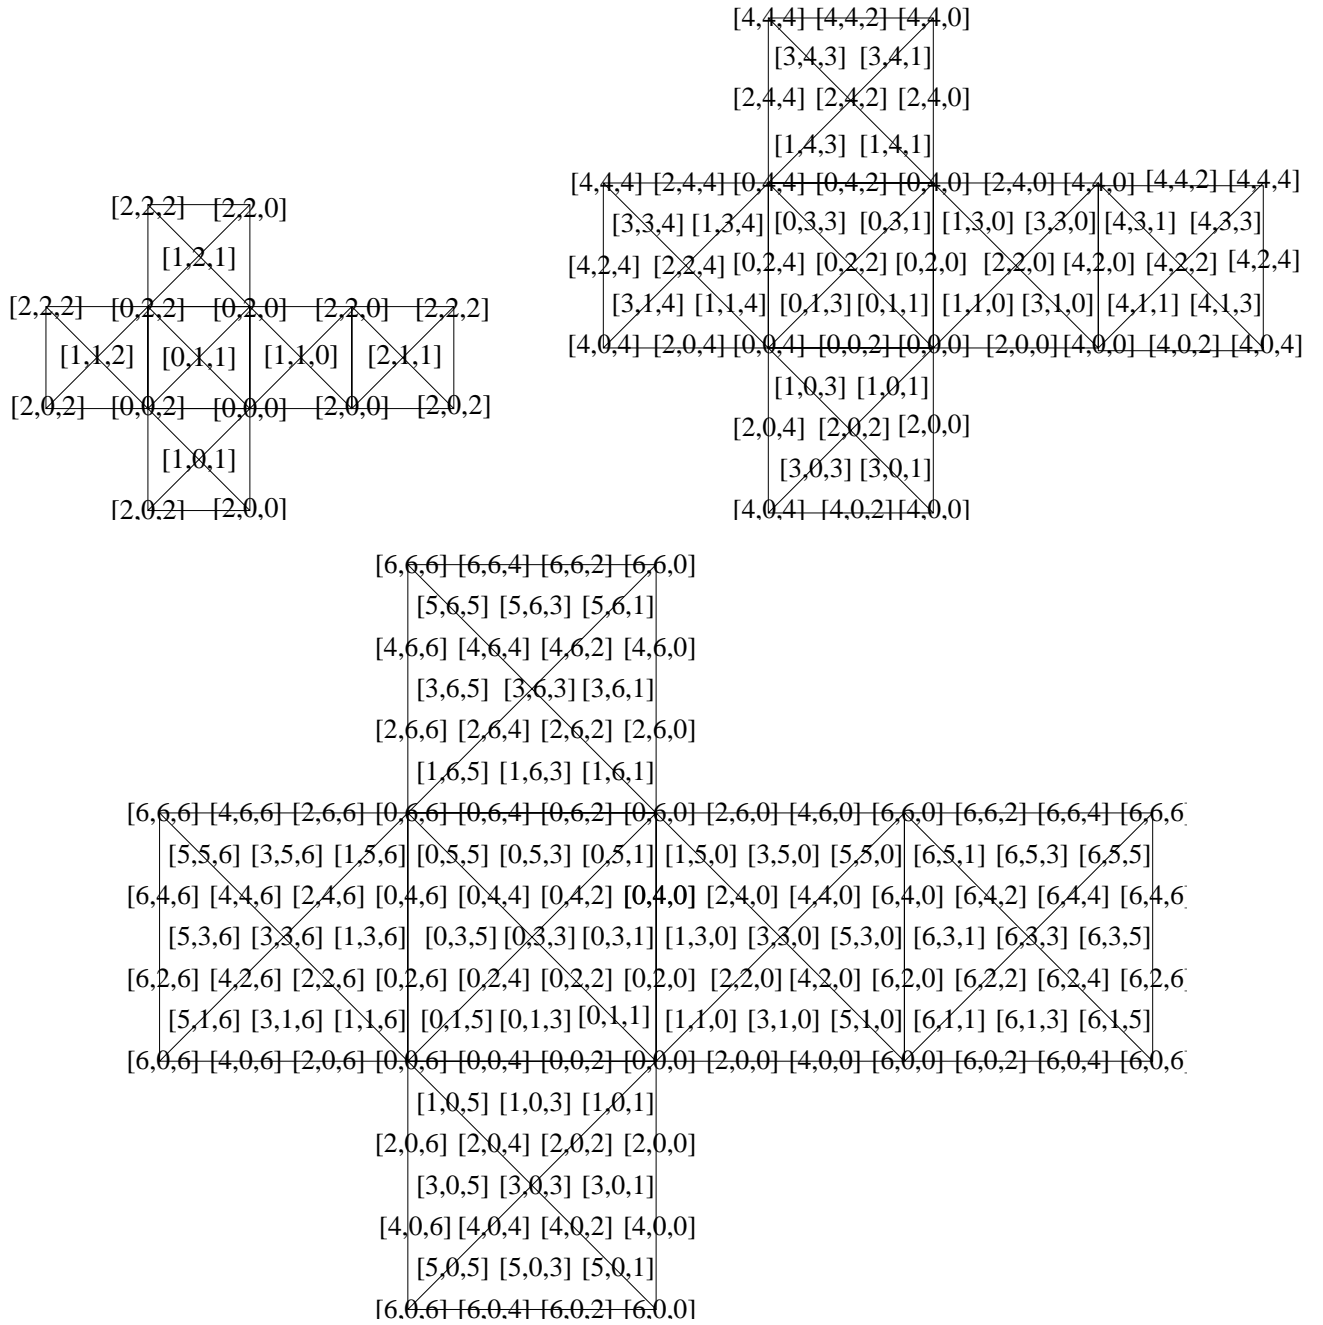 [4,4,4] [4,4,2] [4,4,0]
[3,4,3] [3,4,1]
[2,4,4] [2,4,2] [2,4,0]
[1,4,3] [1,4,1]
[4,4,4] [2,4,4] [0,4,4] [0,4,2] [0,4,0] [2,4,0] [4,4,0] [4,4,2] [4,4,4]
[3,3,4] [1,3,4] [0,3,3] [0,3,1] [1,3,0] [3,3,0] [4,3,1] [4,3,3]
[4,2,4] [2,2,4] [0,2,4] [0,2,2] [0,2,0] [2,2,0] [4,2,0] [4,2,2] [4,2,4]
[3,1,4] [1,1,4] [0,1,3] [0,1,1] [1,1,0] [3,1,0] [4,1,1] [4,1,3]
[4,0,4] [2,0,4] [0,0,4] [0,0,2] [0,0,0] [2,0,0] [4,0,0] [4,0,2] [4,0,4]
[1,0,3] [1,0,1]
[2,0,4] [2,0,2] [2,0,0]
[3,0,3] [3,0,1]
[4,0,4] [4,0,2] [4,0,0]
[2,2,2] [2,2,0]
[1,2,1]
[2,2,2] [0,2,2] [0,2,0] [2,2,0] [2,2,2]
[1,1,2] [0,1,1] [1,1,0] [2,1,1]
[2,0,2] [0,0,2] [0,0,0] [2,0,0] [2,0,2]
[1,0,1]
[2,0,2] [2,0,0]
[6,6,6] [6,6,4] [6,6,2] [6,6,0]
[5,6,5] [5,6,3] [5,6,1]
[4,6,6] [4,6,4] [4,6,2] [4,6,0]
[3,6,5] [3,6,3] [3,6,1]
[2,6,6] [2,6,4] [2,6,2] [2,6,0]
[1,6,5] [1,6,3] [1,6,1]
[6,6,6] [4,6,6] [2,6,6] [0,6,6] [0,6,4] [0,6,2] [0,6,0] [2,6,0] [4,6,0] [6,6,0] [6,6,2] [6,6,4] [6,6,6]
[5,5,6] [3,5,6] [1,5,6] [0,5,5] [0,5,3] [0,5,1] [1,5,0] [3,5,0] [5,5,0] [6,5,1] [6,5,3] [6,5,5]
[6,4,6] [4,4,6] [2,4,6] [0,4,6] [0,4,4] [0,4,2] [0,4,0] [2,4,0] [4,4,0] [6,4,0] [6,4,2] [6,4,4] [6,4,6]
[5,3,6] [3,3,6] [1,3,6] [0,3,5] [0,3,3] [0,3,1] [1,3,0] [3,3,0] [5,3,0] [6,3,1] [6,3,3] [6,3,5]
[6,2,6] [4,2,6] [2,2,6] [0,2,6] [0,2,4] [0,2,2] [0,2,0] [2,2,0] [4,2,0] [6,2,0] [6,2,2] [6,2,4] [6,2,6]
[5,1,6] [3,1,6] [1,1,6] [0,1,5] [0,1,3] [0,1,1] [1,1,0] [3,1,0] [5,1,0] [6,1,1] [6,1,3] [6,1,5]
[6,0,6] [4,0,6] [2,0,6] [0,0,6] [0,0,4] [0,0,2] [0,0,0] [2,0,0] [4,0,0] [6,0,0] [6,0,2] [6,0,4] [6,0,6]
[1,0,5] [1,0,3] [1,0,1]
[2,0,6] [2,0,4] [2,0,2] [2,0,0]
[3,0,5] [3,0,3] [3,0,1]
[4,0,6] [4,0,4] [4,0,2] [4,0,0]
[5,0,5] [5,0,3] [5,0,1]
[6,0,6] [6,0,4] [6,0,2] [6,0,0]